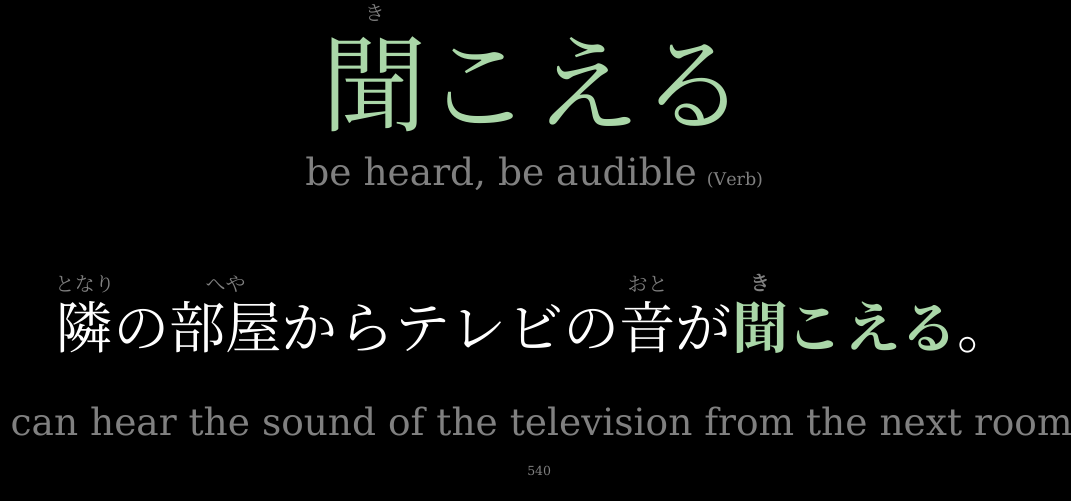 き
聞こえる
be heard, be audible (Verb)
となり へや おと き
隣の部屋からテレビの音が聞こえる。
can hear the sound of the television from the next room
540